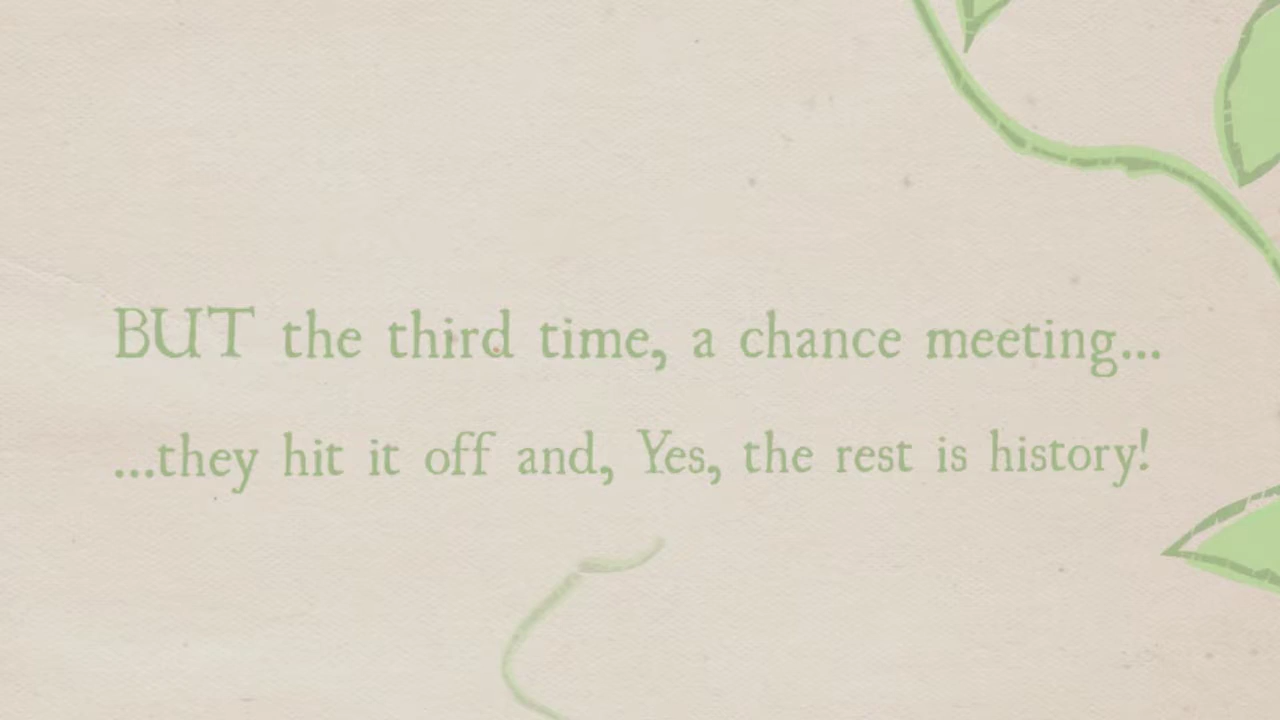 BUT the third time, a chance meeting...
...they hit it off and, Yes, the rest is history!